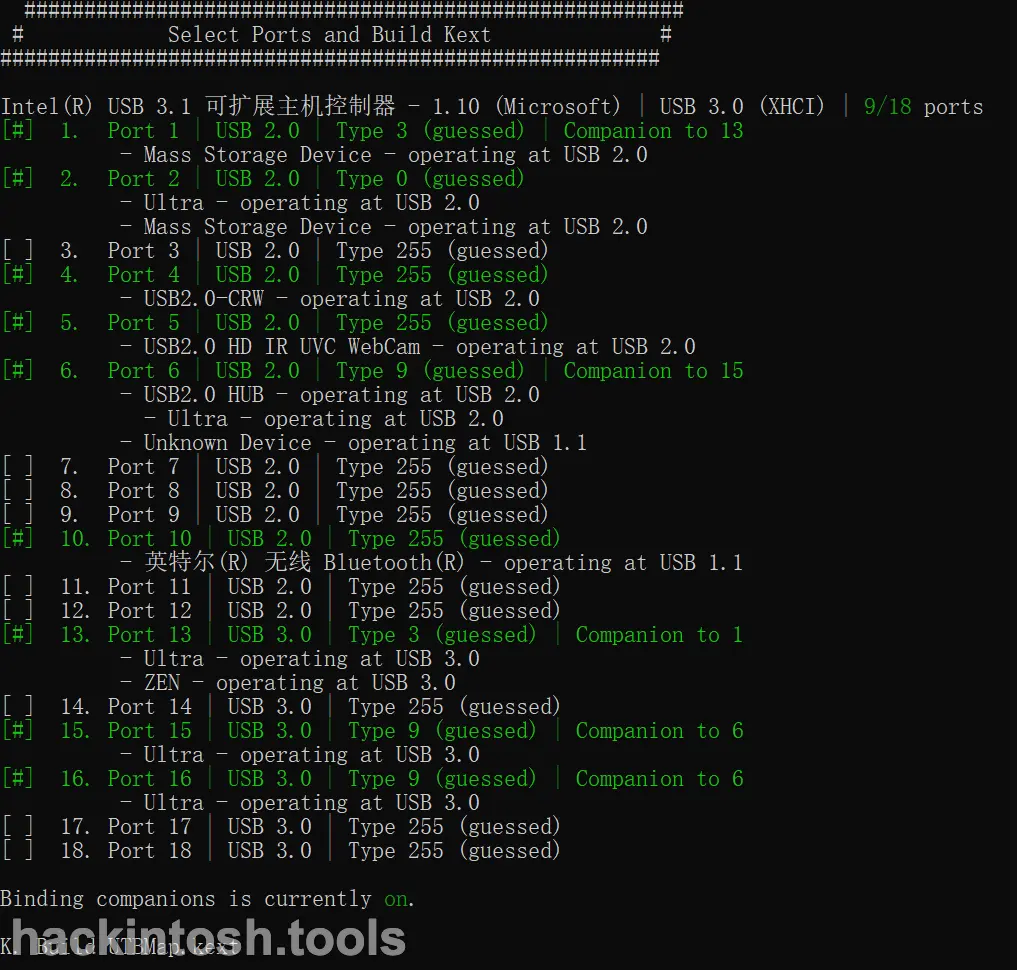 #######################################################
# Select Ports and Build Kext #
#######################################################
Intel(R) USB 3.1 可扩展主机控制器 - 1.10 (Microsoft) | USB 3.0 (XHCI) | 9/18 ports
[#] 1. Port 1 | USB 2.0 | Type 3 (guessed) | Companion to 13
- Mass Storage Device - operating at USB 2.0
[#] 2. Port 2 | USB 2.0 | Type 0 (guessed)
- Ultra - operating at USB 2.0
- Mass Storage Device - operating at USB 2.0
[ ] 3. Port 3 | USB 2.0 | Type 255 (guessed)
[#] 4. Port 4 | USB 2.0 | Type 255 (guessed)
- USB2.0-CRW - operating at USB 2.0
[#] 5. Port 5 | USB 2.0 | Type 255 (guessed)
- USB2.0 HD IR UVC WebCam - operating at USB 2.0
[#] 6. Port 6 | USB 2.0 | Type 9 (guessed) | Companion to 15
- USB2.0 HUB - operating at USB 2.0
- Ultra - operating at USB 2.0
- Unknown Device - operating at USB 1.1
[ ] 7. Port 7 | USB 2.0 | Type 255 (guessed)
[ ] 8. Port 8 | USB 2.0 | Type 255 (guessed)
[ ] 9. Port 9 | USB 2.0 | Type 255 (guessed)
[#] 10. Port 10 | USB 2.0 | Type 255 (guessed)
- 英特尔(R) 无线 Bluetooth(R) - operating at USB 1.1
[ ] 11. Port 11 | USB 2.0 | Type 255 (guessed)
[ ] 12. Port 12 | USB 2.0 | Type 255 (guessed)
[#] 13. Port 13 | USB 3.0 | Type 3 (guessed) | Companion to 1
- Ultra - operating at USB 3.0
- ZEN - operating at USB 3.0
[ ] 14. Port 14 | USB 3.0 | Type 255 (guessed)
[#] 15. Port 15 | USB 3.0 | Type 9 (guessed) | Companion to 6
- Ultra - operating at USB 3.0
[#] 16. Port 16 | USB 3.0 | Type 9 (guessed) | Companion to 6
- Ultra - operating at USB 3.0
[ ] 17. Port 17 | USB 3.0 | Type 255 (guessed)
[ ] 18. Port 18 | USB 3.0 | Type 255 (guessed)
Binding companions is currently on.
K. Build UTBMap.kext
hackintosh.tools